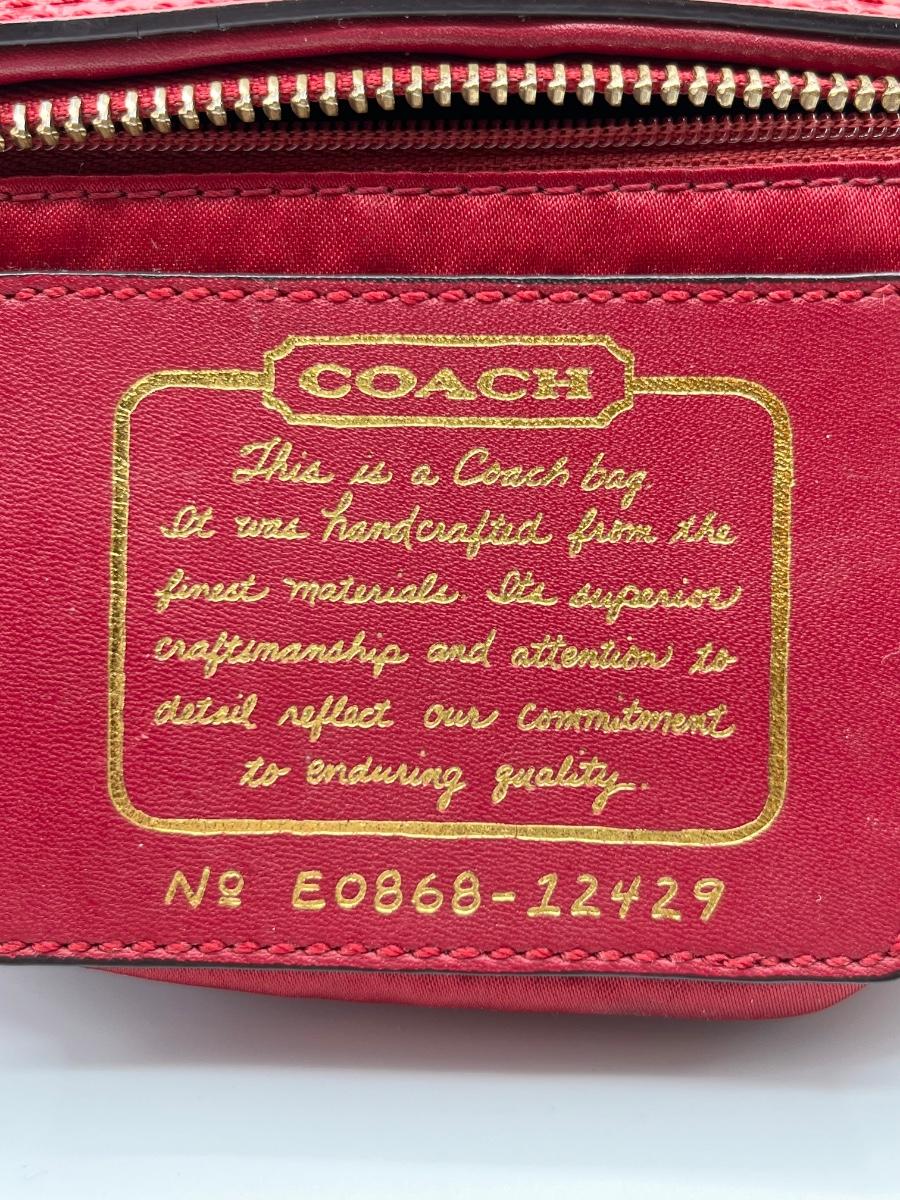 COACH
This is a Coach bag.
It was handcrafted from the
finest materials. Its superior
craftsmanship and attention to
detail reflect our commitment
to enduring quality.
Nº E0868-12429